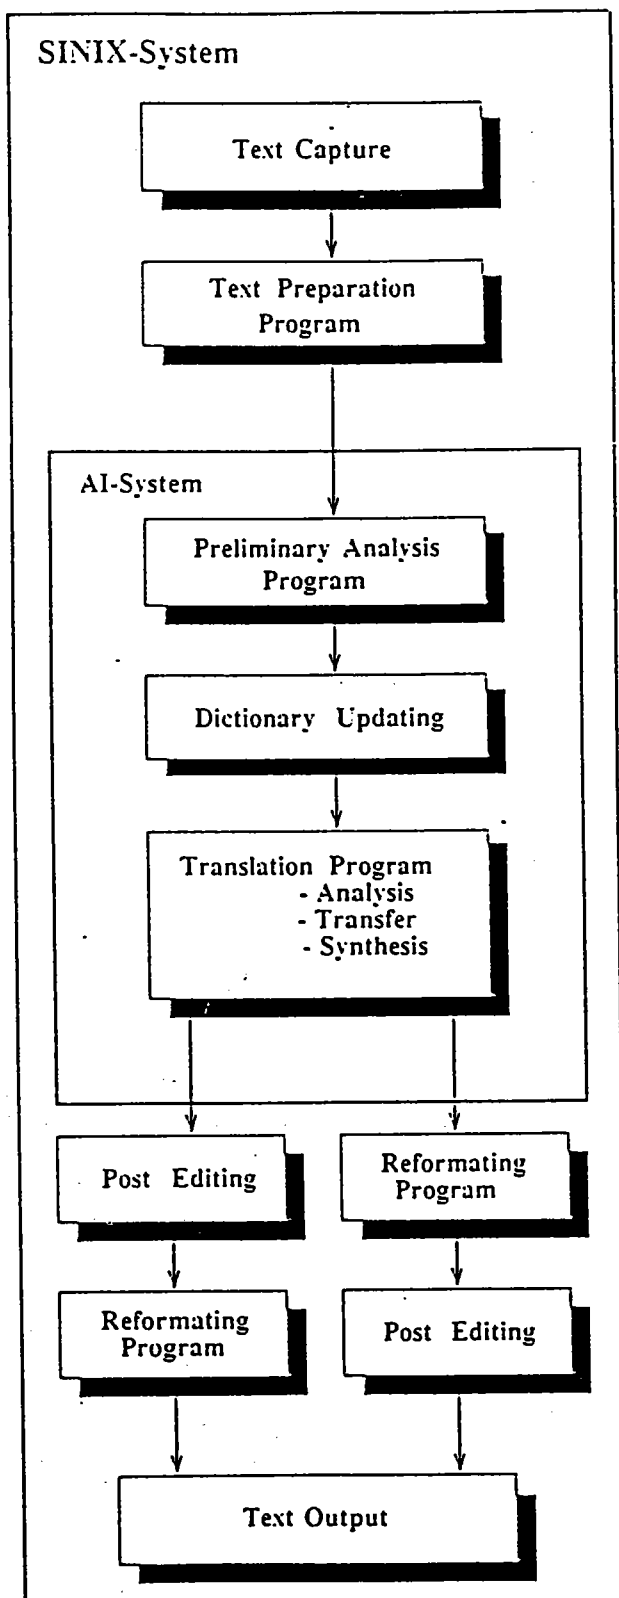 SINIX-System
Text Capture
Text Preparation
Program
AI-System
Preliminary Analysis
Program
Dictionary Updating
Translation Program
- Analysis
- Transfer
- Synthesis
Post Editing
Reformating
Program
Reformating
Program
Post Editing
Text Output